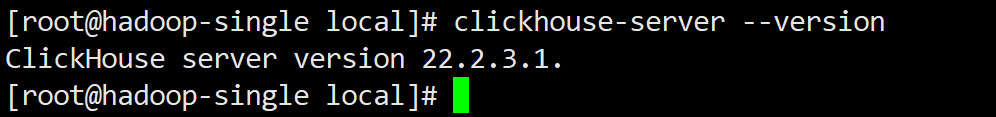 [root@hadoop-single local]# clickhouse-server --version
ClickHouse server version 22.2.3.1.
[root@hadoop-single local]#